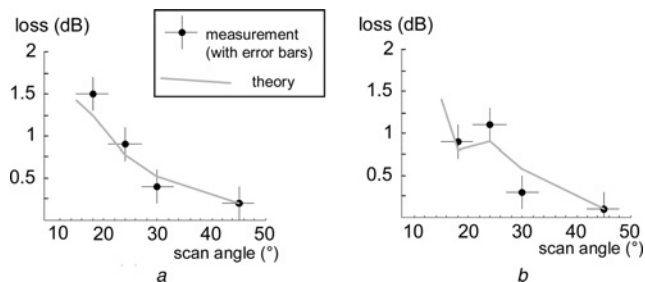 loss (dB)
2
1.5
1
0.5
10 20 30 40 50
scan angle (°)
a
measurement
(with error bars)
theory
loss (dB)
2
1.5
1
0.5
10 20 30 40 50
scan angle (°)
b